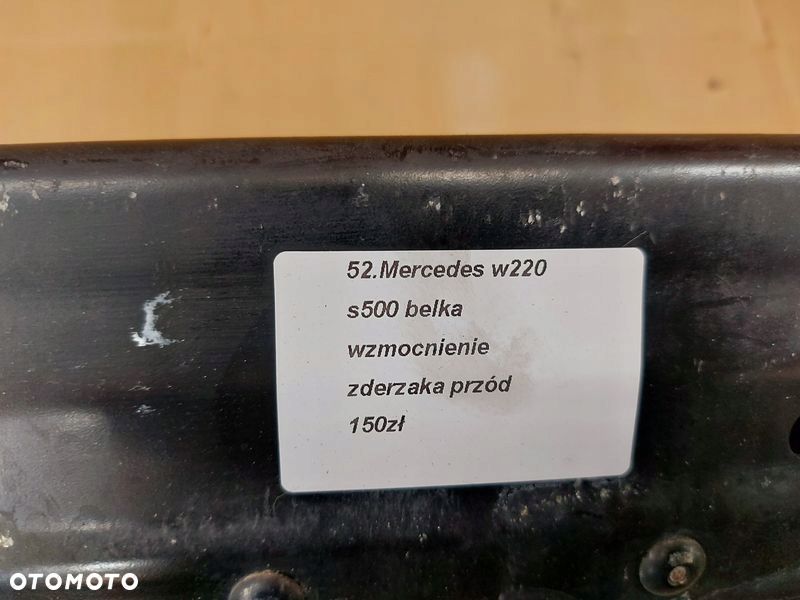 52.Mercedes w220
s500 belka
wzmocnienie
zderzaka przód
150zł
OTOMOTO